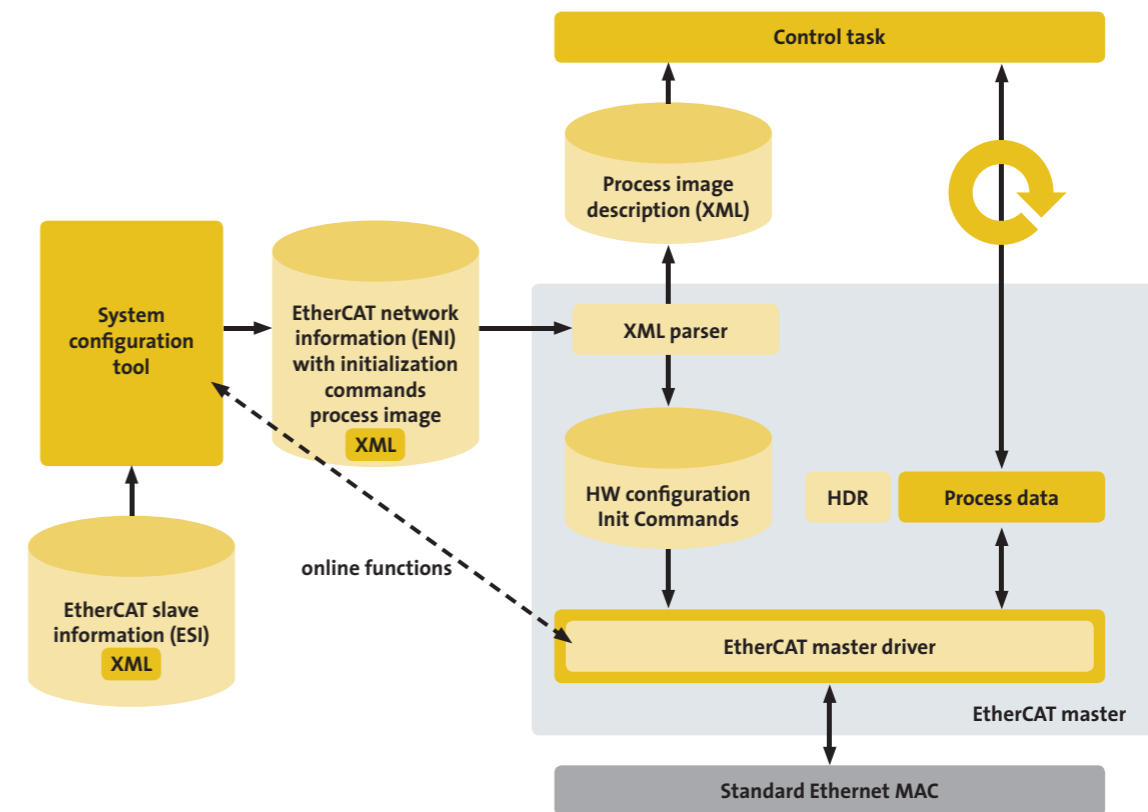 Control task
Process image
description (XML)
System
configuration
tool
EtherCAT network
information (ENI)
with initialization
commands
process image
XML
XML parser
HW configuration
Init Commands
HDR
Process data
online functions
EtherCAT slave
information (ESI)
XML
EtherCAT master driver
EtherCAT master
Standard Ethernet MAC